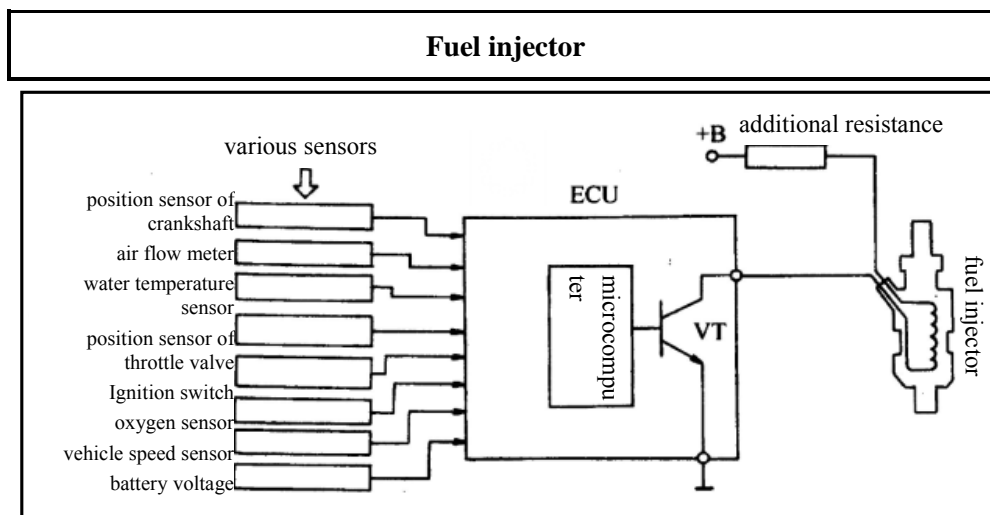 Fuel injector
various sensors
position sensor of
crankshaft
air flow meter
water temperature
sensor
position sensor of
throttle valve
Ignition switch
oxygen sensor
vehicle speed sensor
battery voltage
ECU
microcompu
ter
VT
+B
additional resistance
fuel injector